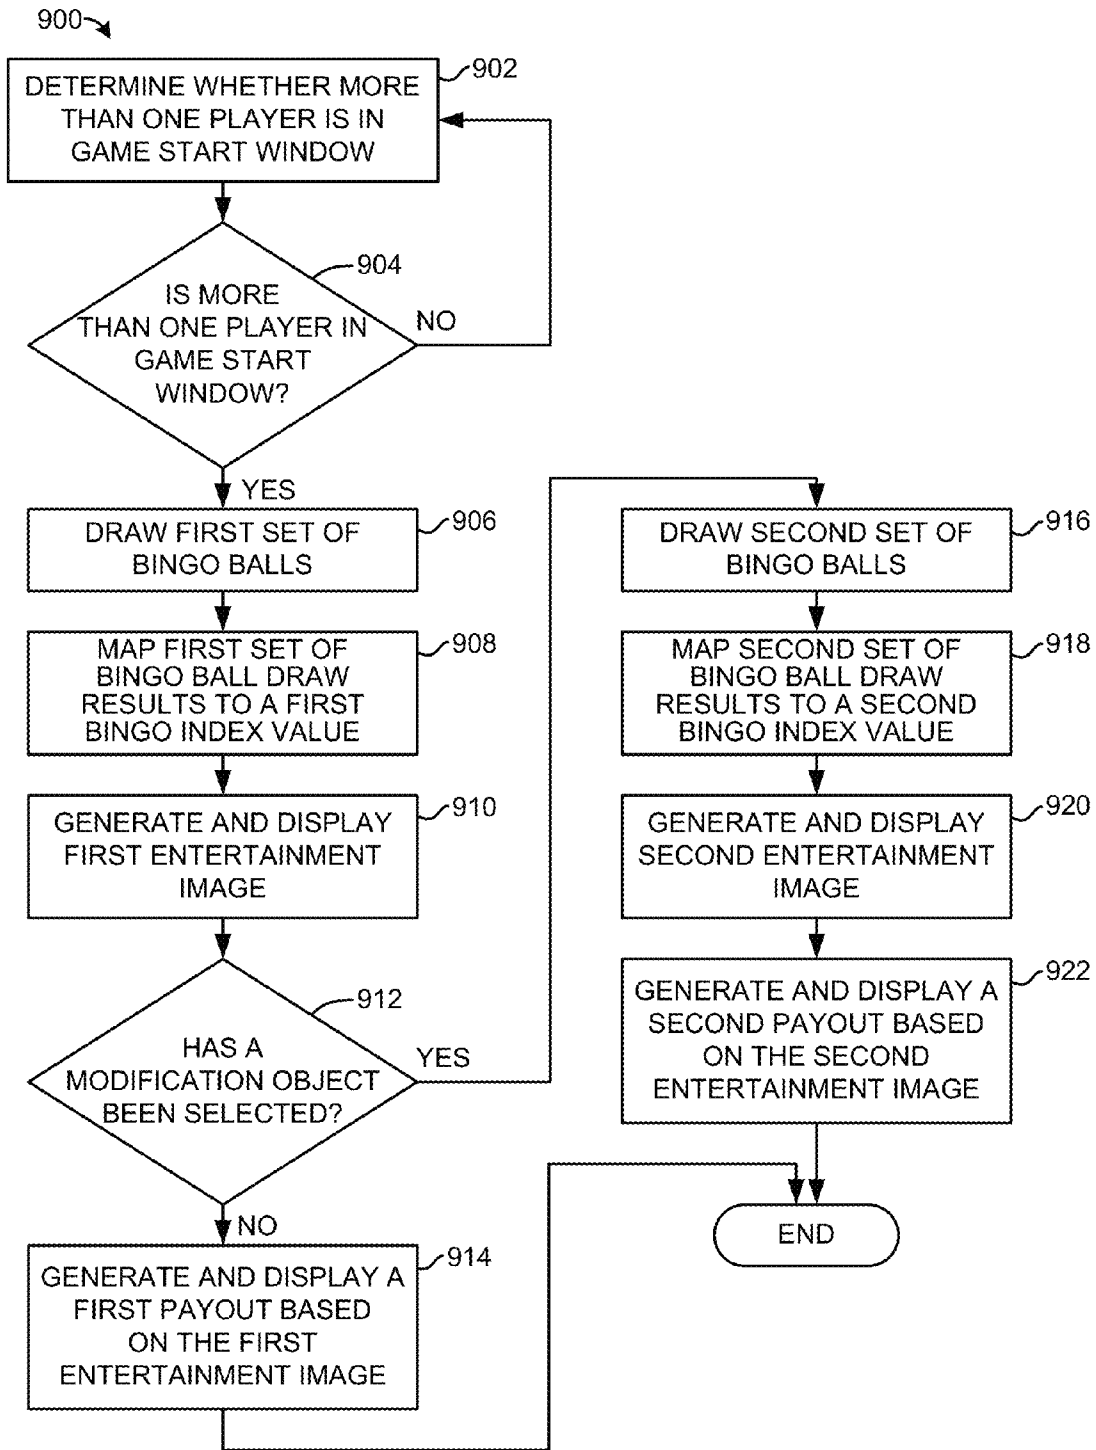 900
902
DETERMINE WHETHER MORE
THAN ONE PLAYER IS IN
GAME START WINDOW
904
IS MORE
THAN ONE PLAYER IN
GAME START
WINDOW?
NO
YES
906
DRAW FIRST SET OF
BINGO BALLS
908
MAP FIRST SET OF
BINGO BALL DRAW
RESULTS TO A FIRST
BINGO INDEX VALUE
910
GENERATE AND DISPLAY
FIRST ENTERTAINMENT
IMAGE
912
HAS A
MODIFICATION OBJECT
BEEN SELECTED?
YES
NO
914
GENERATE AND DISPLAY A
FIRST PAYOUT BASED
ON THE FIRST
ENTERTAINMENT IMAGE
916
DRAW SECOND SET OF
BINGO BALLS
918
MAP SECOND SET OF
BINGO BALL DRAW
RESULTS TO A SECOND
BINGO INDEX VALUE
920
GENERATE AND DISPLAY
SECOND ENTERTAINMENT
IMAGE
922
GENERATE AND DISPLAY A
SECOND PAYOUT BASED
ON THE SECOND
ENTERTAINMENT IMAGE
END